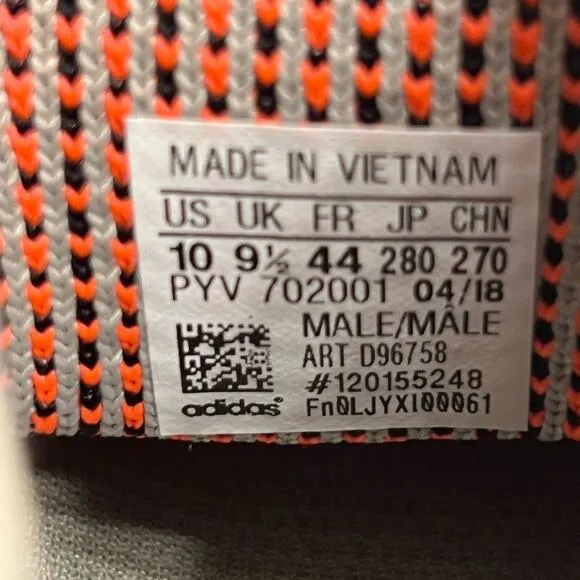 MADE IN VIETNAM
US UK FR JP CHN
10 9½ 44 280 270
PYV 702001 04/18
MALE/MÂLE
ART D96758
#120155248
adidas® Fn0LJYXI00061